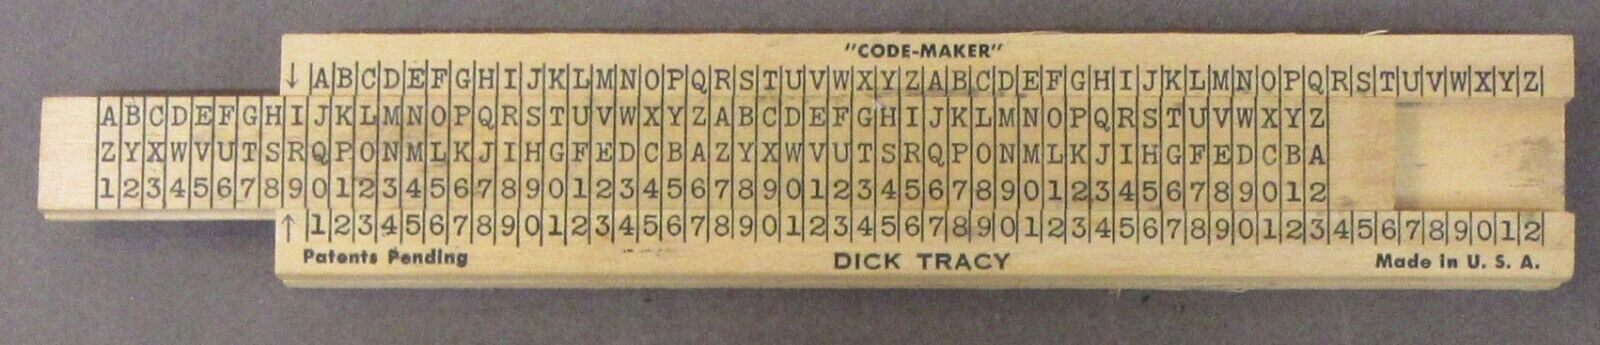 "CODE-MAKER"
↓ABCDEFGHIJKLMNOPQRSTUVWXYZABCDEFGHIJKLMNOPQRSTUVWXYZ
ABCDEFGHIJKLMNOPQRSTUVWXYZABCDEFGHIJKLMNOPQRSTUVWXYZ
ZYXWVUTSRQPONMLKJIHGFEDCBAZYXWVUTSRQPONMLKJIHGFEDCBA
1234567890123456789012345678901234567890123456789012
↑1234567890123456789012345678901234567890123456789012
Patents Pending DICK TRACY Made in U. S. A.